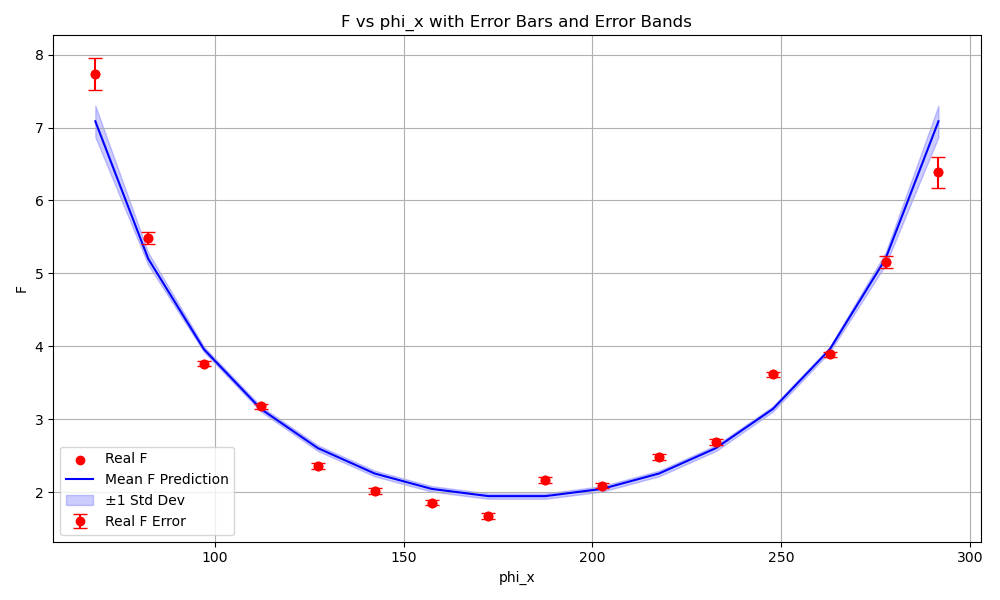 F vs phi_x with Error Bars and Error Bands
8
7
6
5
4
3
2
F
Real F
Mean F Prediction
±1 Std Dev
Real F Error
100
150
200
250
300
phi_x